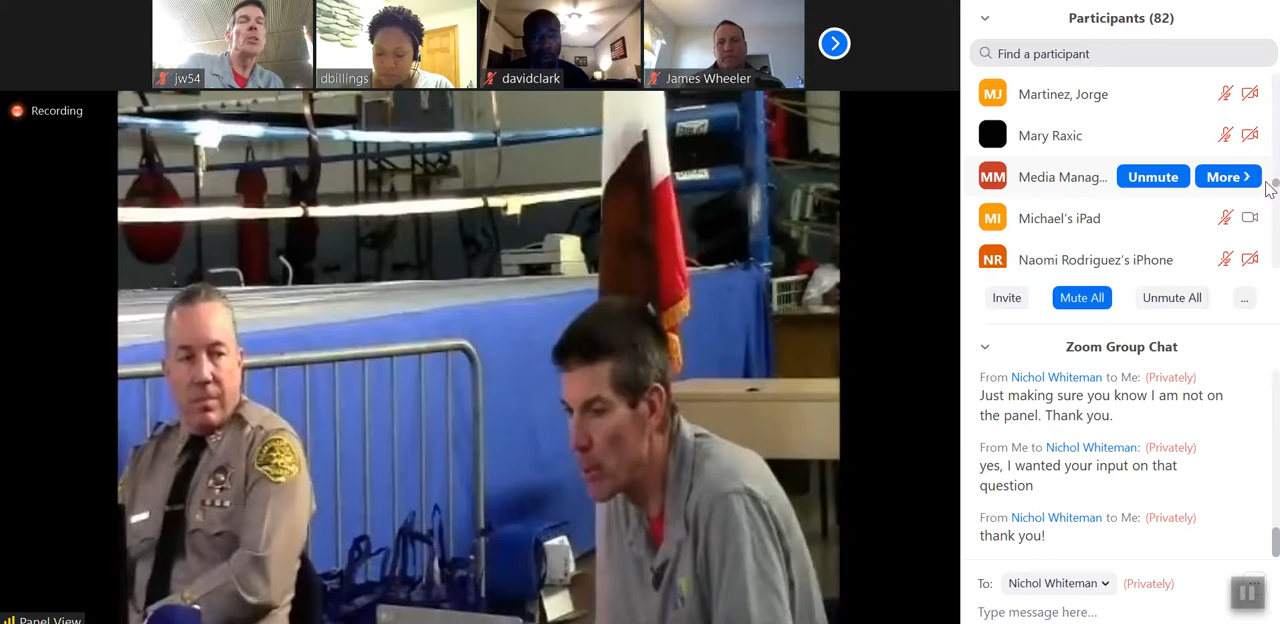 jw54
dbillings
davidclark
James Wheeler
Recording
Panel View
Participants (82)
Find a participant
MJ Martinez, Jorge
Mary Raxic
MM Media Manag... Unmute More
MI Michael's iPad
NR Naomi Rodriguez's iPhone
Invite Mute All Unmute All ...
Zoom Group Chat
From Nichol Whiteman to Me: (Privately)
Just making sure you know I am not on
the panel. Thank you.
From Me to Nichol Whiteman: (Privately)
yes, I wanted your input on that
question
From Nichol Whiteman to Me: (Privately)
thank you!
To: Nichol Whiteman (Privately)
Type message here...